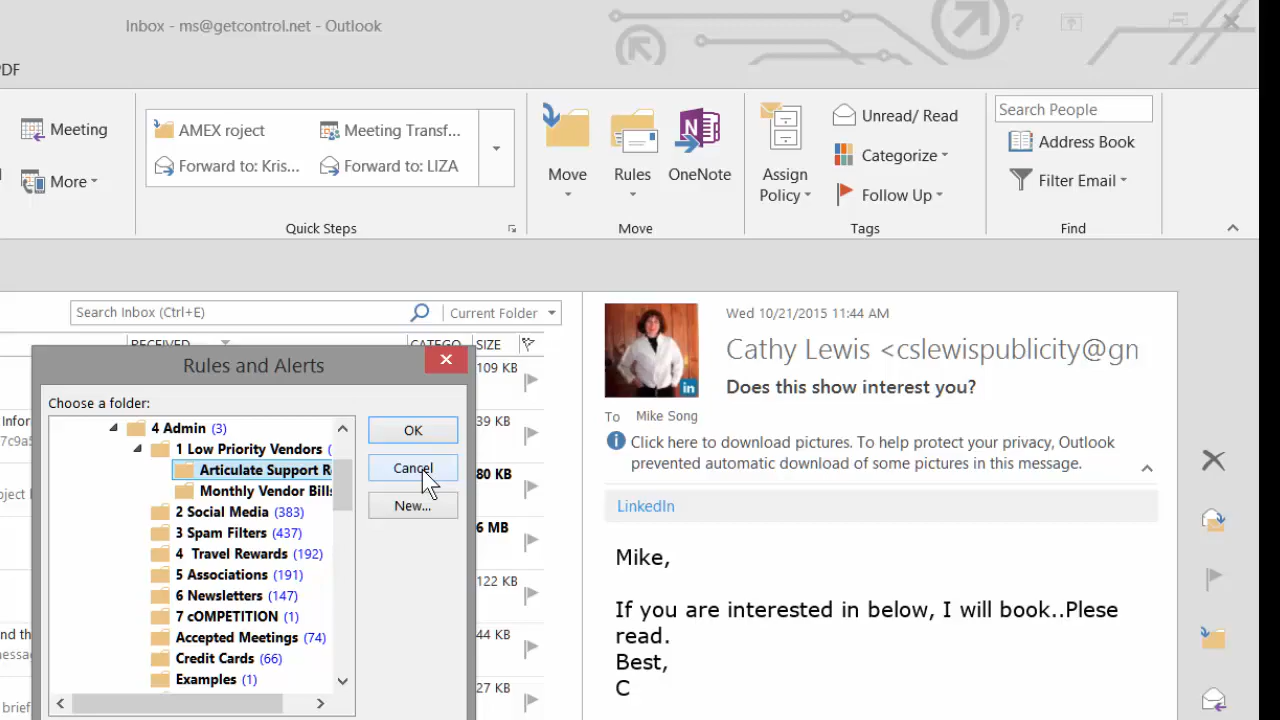 Inbox - ms@getcontrol.net - Outlook
?
PDF
Meeting
More
AMEX roject
Meeting Transf...
Forward to: Kris...
Forward to: LIZA
Quick Steps
Move
Rules
OneNote
Move
Assign
Policy
Unread/ Read
Categorize
Follow Up
Tags
Search People
Address Book
Filter Email
Find
Search Inbox (Ctrl+E)
Current Folder
RECEIVED
CATEGO
SIZE
109 KB
Infor
39 KB
7c9a5
80 KB
oject k
6 MB
122 KB
nd th
44 KB
messa
27 KB
brief
Rules and Alerts
Choose a folder:
4 Admin (3)
1 Low Priority Vendors (
Articulate Support R
Monthly Vendor Bills
2 Social Media (383)
3 Spam Filters (437)
4 Travel Rewards (192)
5 Associations (191)
6 Newsletters (147)
7 cOMPETITION (1)
Accepted Meetings (74)
Credit Cards (66)
Examples (1)
OK
Cancel
New...
Wed 10/21/2015 11:44 AM
Cathy Lewis <cslewispublicity@gn
Does this show interest you?
in
To Mike Song
Click here to download pictures. To help protect your privacy, Outlook
prevented automatic download of some pictures in this message.
LinkedIn
Mike,
If you are interested in below, I will book..Plese
read.
Best,
C